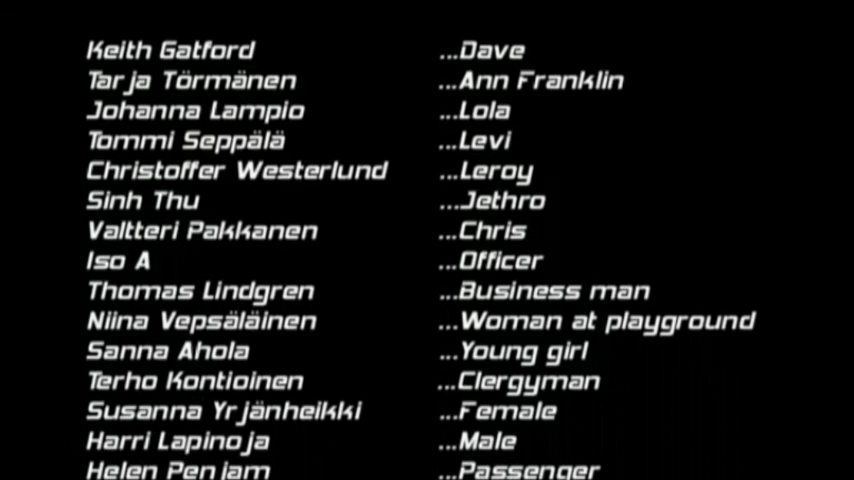 Keith Gatford ...Dave
Tarja Törmänen ...Ann Franklin
Johanna Lampio ...Lola
Tommi Seppälä ...Levi
Christoffer Westerlund ...Leroy
Sinh Thu ...Jethro
Valtteri Pakkanen ...Chris
Iso A ...Officer
Thomas Lindgren ...Business man
Niina Vepsäläinen ...Woman at playground
Sanna Ahola ...Young girl
Terho Kontioinen ...Clergyman
Susanna Yrjänheikki ...Female
Harri Lapinoja ...Male
Helen Penjam ...Passenger